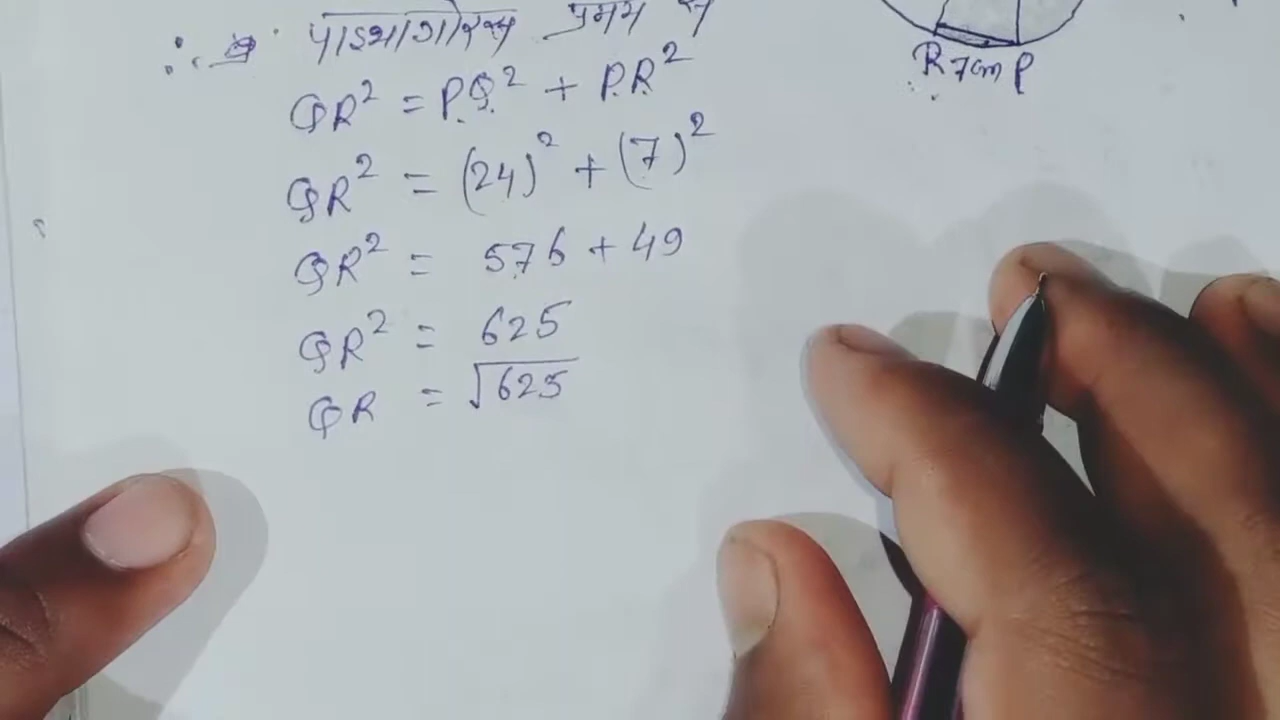 ∴ पाइथागोरस प्रमेय से
QR² = PQ² + PR²
QR² = (24)² + (7)²
QR² = 576 + 49
QR² = 625
QR = √625
R 7cm P